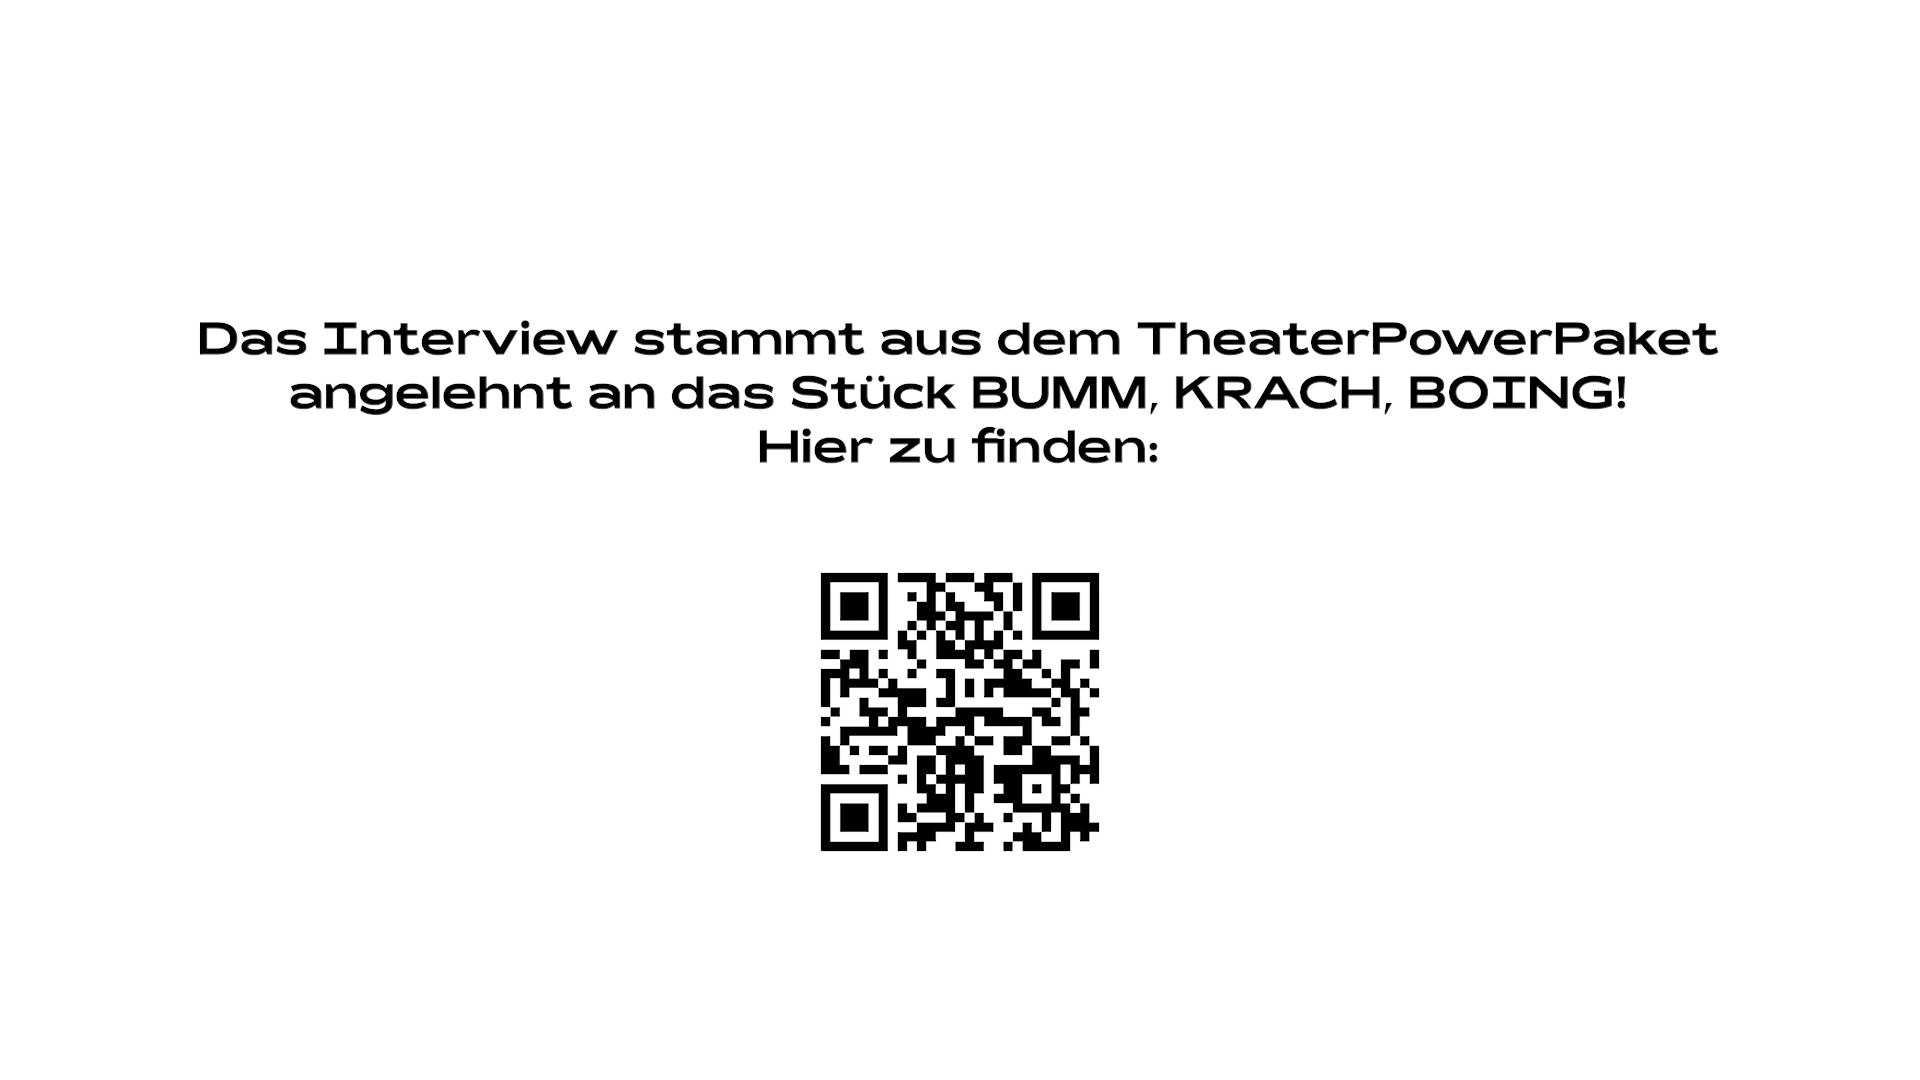 Das Interview stammt aus dem TheaterPowerPaket
angelehnt an das Stück BUMM, KRACH, BOING!
Hier zu finden: